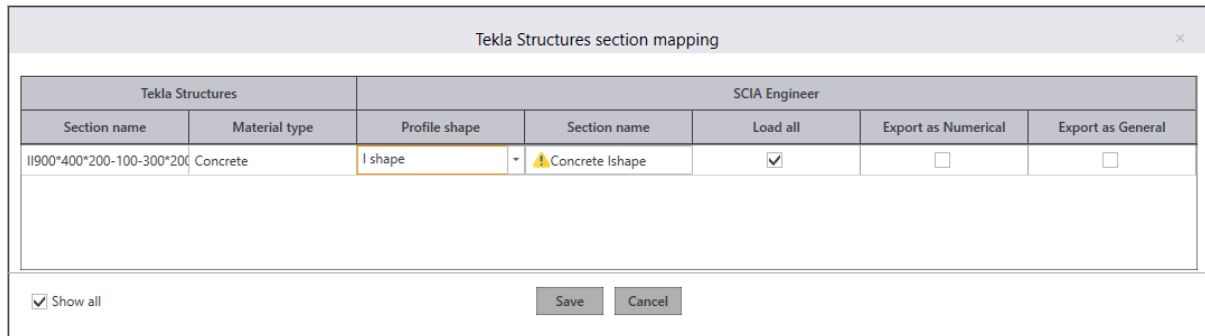 Tekla Structures section mapping
×
Tekla Structures SCIA Engineer
Section name Material type Profile shape Section name Load all Export as Numerical Export as General
II900*400*200-100-300*200 Concrete I shape Concrete Ishape
Show all Save Cancel